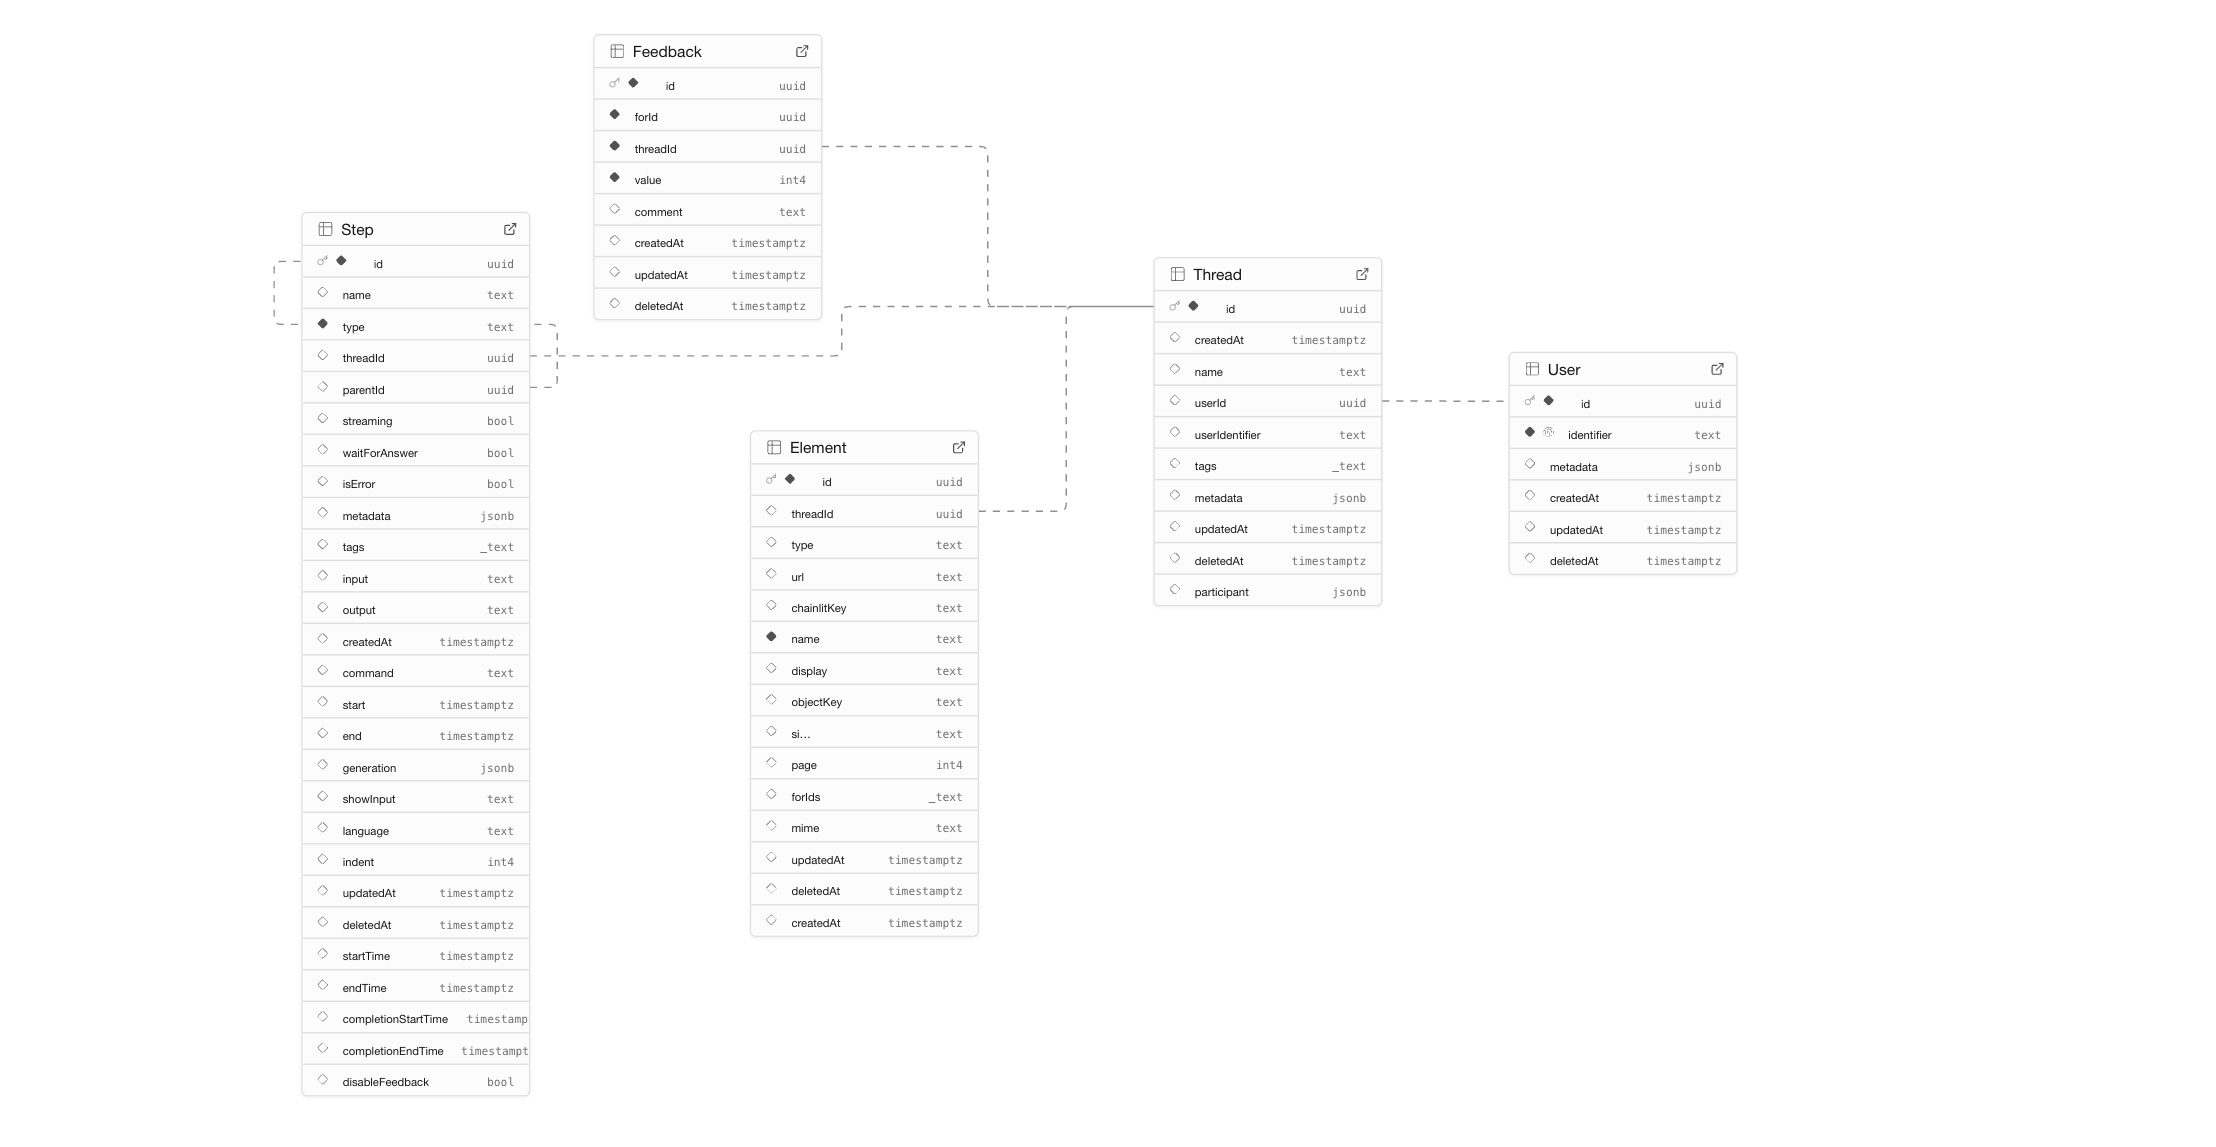 Feedback
id uuid
forId uuid
threadId uuid
value int4
comment text
createdAt timestamptz
updatedAt timestamptz
deletedAt timestamptz
Step
id uuid
name text
type text
threadId uuid
parentId uuid
streaming bool
waitForAnswer bool
isError bool
metadata jsonb
tags _text
input text
output text
createdAt timestamptz
command text
start timestamptz
end timestamptz
generation jsonb
showInput text
language text
indent int4
updatedAt timestamptz
deletedAt timestamptz
startTime timestamptz
endTime timestamptz
completionStartTime timestamp
completionEndTime timestampt
disableFeedback bool
Element
id uuid
threadId uuid
type text
url text
chainlitKey text
name text
display text
objectKey text
si... text
page int4
forIds _text
mime text
updatedAt timestamptz
deletedAt timestamptz
createdAt timestamptz
Thread
id uuid
createdAt timestamptz
name text
userId uuid
userIdentifier text
tags _text
metadata jsonb
updatedAt timestamptz
deletedAt timestamptz
participant jsonb
User
id uuid
identifier text
metadata jsonb
createdAt timestamptz
updatedAt timestamptz
deletedAt timestamptz